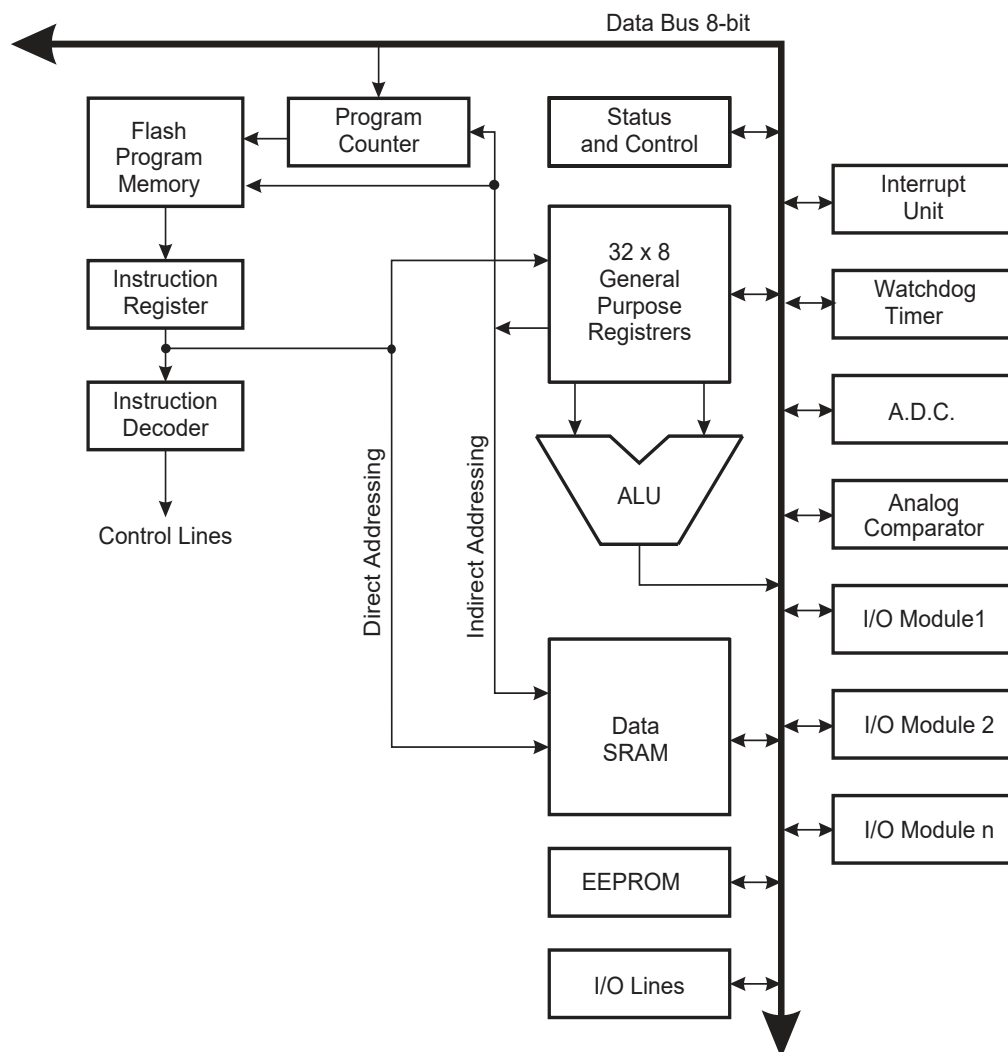 Data Bus 8-bit
Flash
Program
Memory
Program
Counter
Status
and Control
Interrupt
Unit
32 x 8
General
Purpose
Registrers
Instruction
Register
Watchdog
Timer
Instruction
Decoder
A.D.C.
Control Lines
Direct Addressing
Indirect Addressing
ALU
Analog
Comparator
I/O Module1
Data
SRAM
I/O Module 2
I/O Module n
EEPROM
I/O Lines